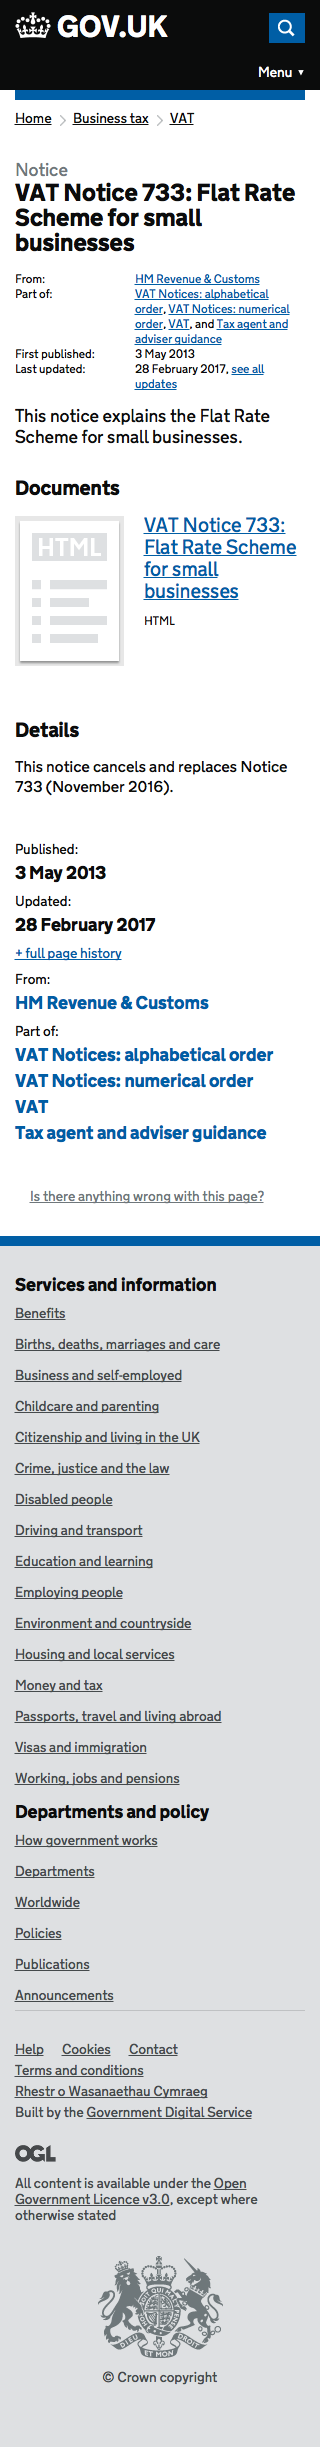 GOV.UK
Menu ▼
Home > Business tax > VAT
Notice
VAT Notice 733: Flat Rate
Scheme for small
businesses
From: HM Revenue & Customs
Part of: VAT Notices: alphabetical
order, VAT Notices: numerical
order, VAT, and Tax agent and
adviser guidance
First published: 3 May 2013
Last updated: 28 February 2017, see all
updates
This notice explains the Flat Rate
Scheme for small businesses.
Documents
HTML
VAT Notice 733:
Flat Rate Scheme
for small
businesses
HTML
Details
This notice cancels and replaces Notice
733 (November 2016).
Published:
3 May 2013
Updated:
28 February 2017
+ full page history
From:
HM Revenue & Customs
Part of:
VAT Notices: alphabetical order
VAT Notices: numerical order
VAT
Tax agent and adviser guidance
Is there anything wrong with this page?
Services and information
Benefits
Births, deaths, marriages and care
Business and self-employed
Childcare and parenting
Citizenship and living in the UK
Crime, justice and the law
Disabled people
Driving and transport
Education and learning
Employing people
Environment and countryside
Housing and local services
Money and tax
Passports, travel and living abroad
Visas and immigration
Working, jobs and pensions
Departments and policy
How government works
Departments
Worldwide
Policies
Publications
Announcements
Help Cookies Contact
Terms and conditions
Rhestr o Wasanaethau Cymraeg
Built by the Government Digital Service
OGL
All content is available under the Open
Government Licence v3.0, except where
otherwise stated
DIEU ET MON
© Crown copyright